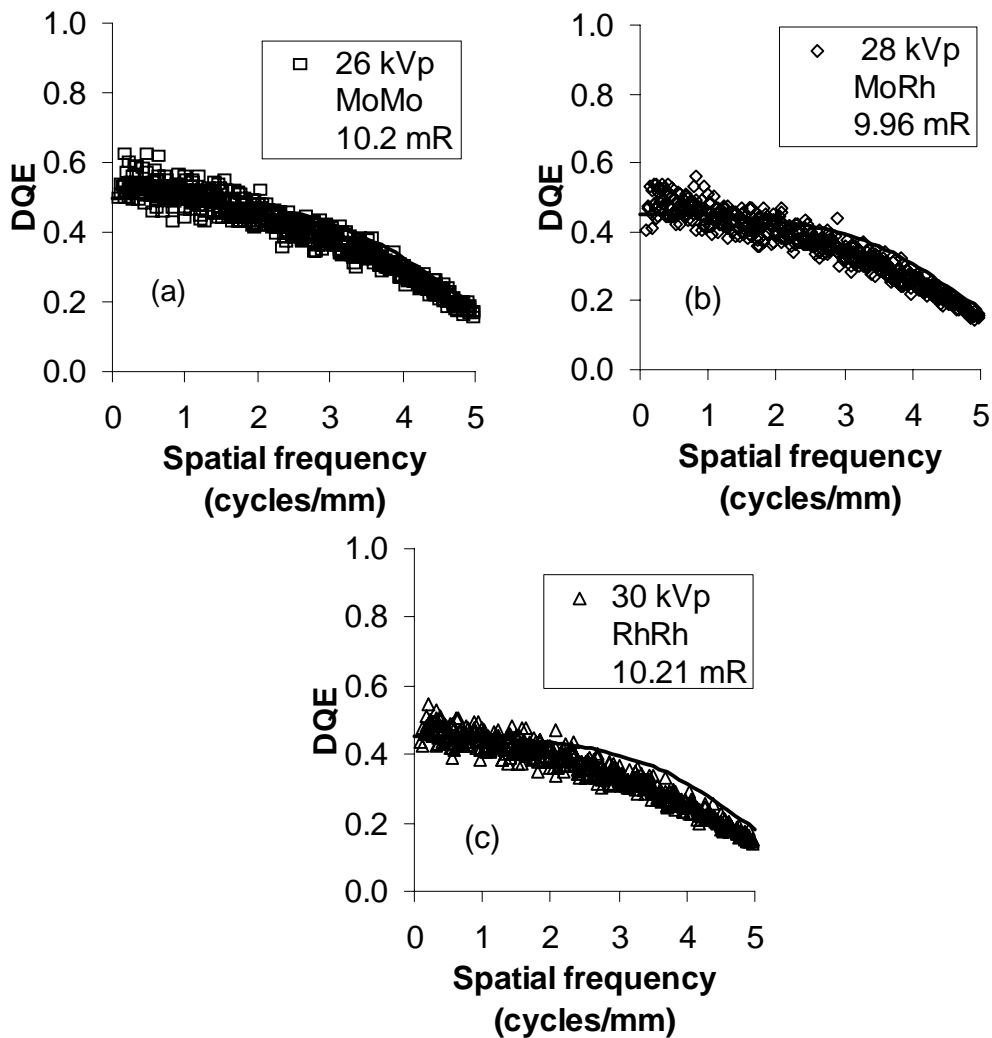 1.0
0.8
0.6
0.4
0.2
0.0
DQE
26 kVp
MoMo
10.2 mR
(a)
0 1 2 3 4 5
Spatial frequency
(cycles/mm)
1.0
0.8
0.6
0.4
0.2
0.0
DQE
28 kVp
MoRh
9.96 mR
(b)
0 1 2 3 4 5
Spatial frequency
(cycles/mm)
1.0
0.8
0.6
0.4
0.2
0.0
DQE
30 kVp
RhRh
10.21 mR
(c)
0 1 2 3 4 5
Spatial frequency
(cycles/mm)